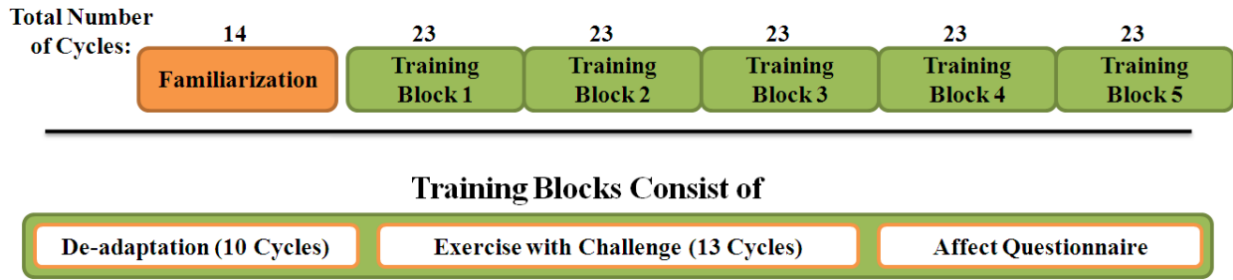 Total Number
of Cycles:
14 23 23 23 23 23
Familiarization
Training
Block 1
Training
Block 2
Training
Block 3
Training
Block 4
Training
Block 5
Training Blocks Consist of
De-adaptation (10 Cycles)
Exercise with Challenge (13 Cycles)
Affect Questionnaire